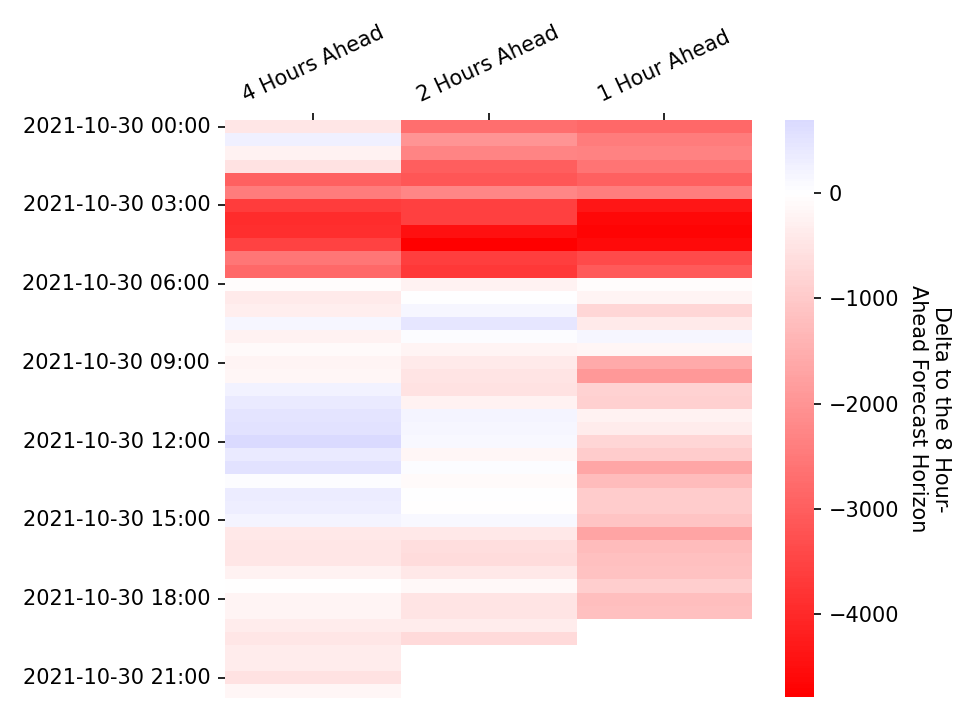 4 Hours Ahead
2 Hours Ahead
1 Hour Ahead
2021-10-30 00:00
2021-10-30 03:00
2021-10-30 06:00
2021-10-30 09:00
2021-10-30 12:00
2021-10-30 15:00
2021-10-30 18:00
2021-10-30 21:00
0
−1000
−2000
−3000
−4000
Delta to the 8 Hour-
Ahead Forecast Horizon